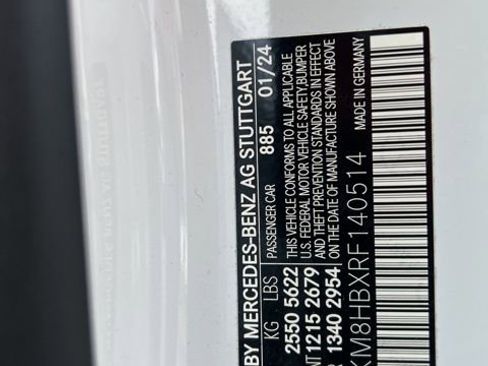 BY MERCEDES-BENZ AG STUTTGART
KG LBS PASSENGER CAR 885 01/24
2550 5622 THIS VEHICLE CONFORMS TO ALL APPLICABLE
U.S. FEDERAL MOTOR VEHICLE SAFETY, BUMPER
1215 2679 AND THEFT PREVENTION STANDARDS IN EFFECT
1340 2954 ON THE DATE OF MANUFACTURE SHOWN ABOVE
MADE IN GERMANY
KM8HBXRF140514